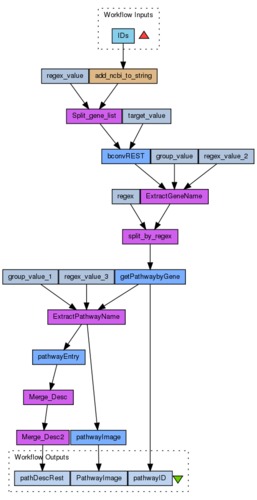 Workflow Inputs
IDs
regex_value add_ncbi_to_string
Split_gene_list target_value
bconvREST group_value regex_value_2
regex ExtractGeneName
split_by_regex
group_value_1 regex_value_3 getPathwaybyGene
ExtractPathwayName
pathwayEntry
Merge_Desc
Merge_Desc2 pathwayImage
Workflow Outputs
pathDescRest PathwayImage pathwayID